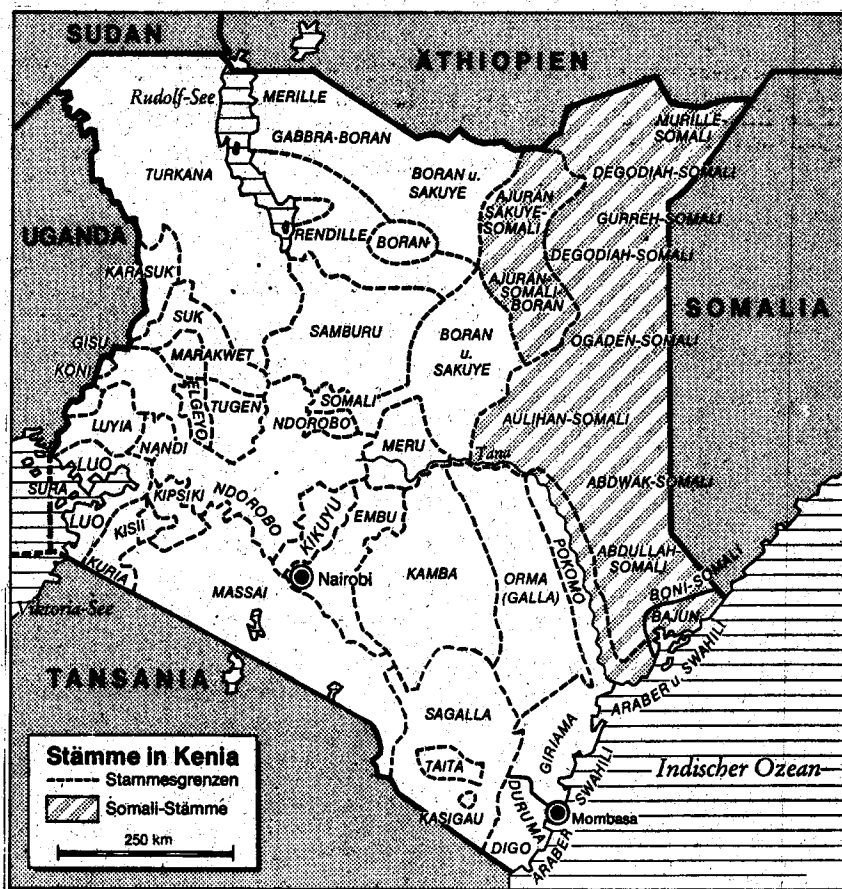 SUDAN
ÄTHIOPIEN
Rudolf-See
MERILLE
MURILLE-
SOMALI
GABBRA-BORAN
TURKANA
BORAN u.
SAKUYE
DEGODIAH-SOMALI
AJURAN
SAKUYE-
SOMALI
GURREH-SOMALI
UGANDA
RENDILLE
BORAN
DEGODIAH-SOMALI
KARASUK
AJURAN-
SOMALI-
BORAN
SOMALIA
SUK
SAMBURU
BORAN
u.
SAKUYE
OGADEN-SOMALI
GISU
MARAKWET
KONI
ELGEYO
TUGEN
SOMALI
NDOROBO
AULIHAN-SOMALI
LUYIA
NANDI
MERU
Tana
LUO
SURA
KIPSIKI
NDOROBO
ABDWAK-SOMALI
LUO
KISII
KIKUYU
EMBU
KURIA
ABDULLAH-
SOMALI
POKOMO
BONI-SOMALI
MASSAI
Nairobi
KAMBA
ORMA
(GALLA)
BAJUN
Viktoria-See
TANSANIA
ARABER u. SWAHILI
SAGALLA
GIRIAMA
TAITA
Indischer Ozean
KASIGAU
DURUMA
Mombasa
DIGO
ARABER SWAHILI
Stämme in Kenia
Stammesgrenzen
Somali-Stämme
250 km